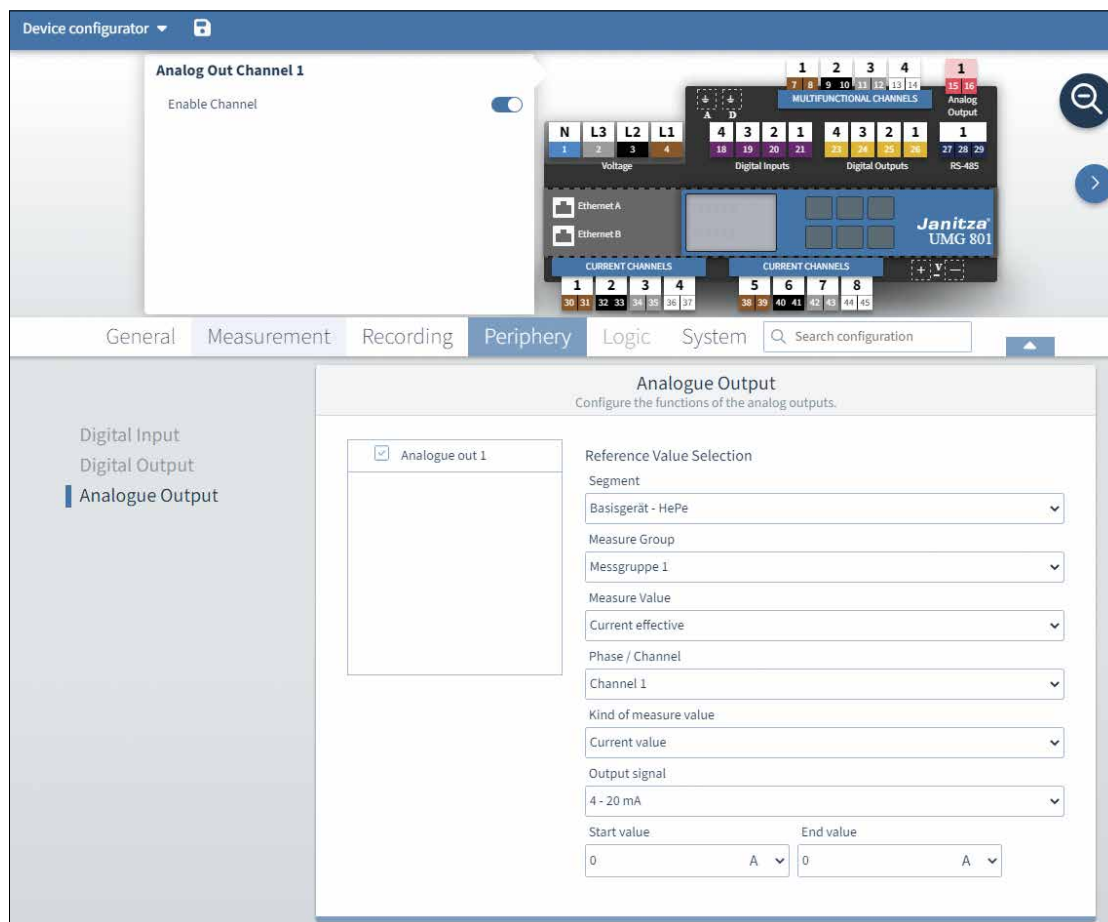 Device configurator
Analog Out Channel 1
Enable Channel
1 2 3 4 1
7 8 9 10 11 12 13 14 15 16
MULTIFUNCTIONAL CHANNELS
Analog
Output
A D
N L3 L2 L1 4 3 2 1 4 3 2 1 1
1 2 3 4 18 19 20 21 23 24 25 26 27 28 29
Voltage Digital Inputs Digital Outputs RS-485
Ethernet A
Ethernet B
Janitza®
UMG 801
CURRENT CHANNELS CURRENT CHANNELS + V −
1 2 3 4 5 6 7 8
30 31 32 33 34 35 36 37 38 39 40 41 42 43 44 45
General Measurement Recording Periphery Logic System Search configuration
Analogue Output
Configure the functions of the analog outputs.
Digital Input
Digital Output
Analogue Output
Analogue out 1
Reference Value Selection
Segment
Basisgerät - HePe
Measure Group
Messgruppe 1
Measure Value
Current effective
Phase / Channel
Channel 1
Kind of measure value
Current value
Output signal
4 - 20 mA
Start value End value
0 A 0 A